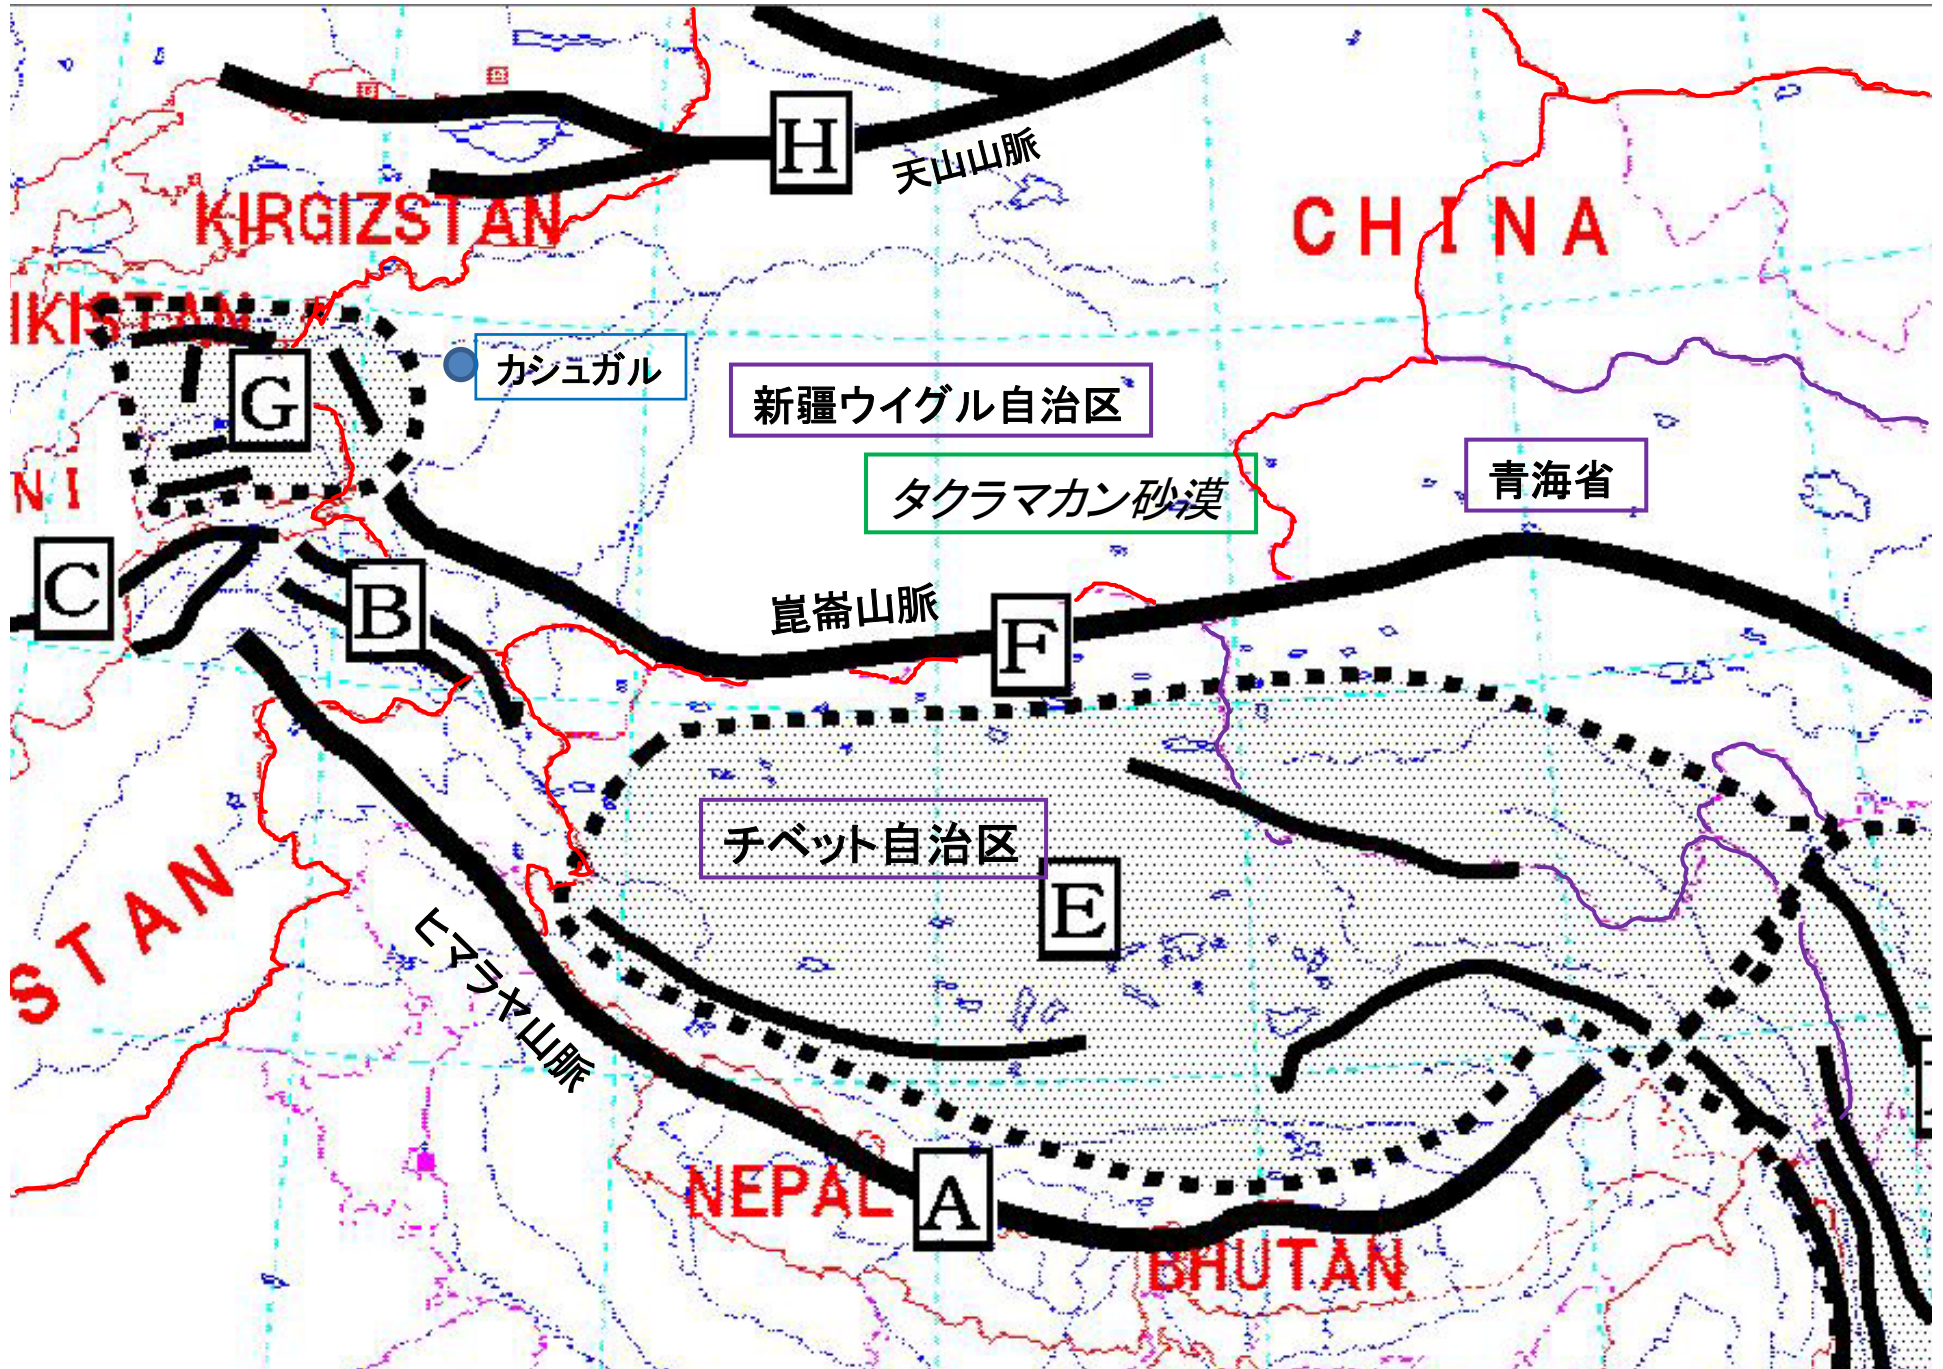 H
天山山脈
KIRGIZSTAN
CHINA
IKISTAN
カシュガル
G
新疆ウイグル自治区
タクラマカン砂漠
青海省
NI
C
B
崑崙山脈
F
チベット自治区
E
STAN
ヒマラヤ山脈
NEPAL
A
BHUTAN